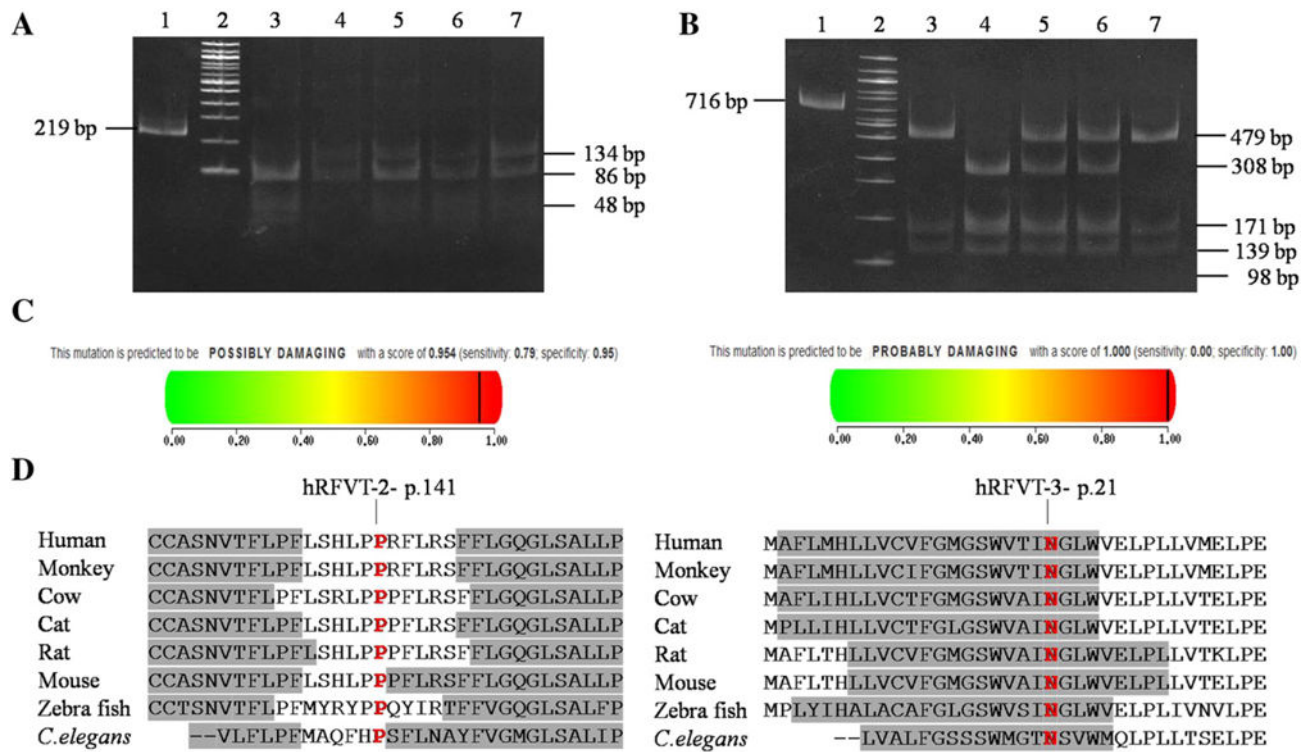 A
1 2 3 4 5 6 7
219 bp
134 bp
86 bp
48 bp
B
1 2 3 4 5 6 7
716 bp
479 bp
308 bp
171 bp
139 bp
98 bp
C
This mutation is predicted to be POSSIBLY DAMAGING with a score of 0.954 (sensitivity: 0.79; specificity: 0.95)
0.00 0.20 0.40 0.60 0.80 1.00
This mutation is predicted to be PROBABLY DAMAGING with a score of 1.000 (sensitivity: 0.00; specificity: 1.00)
0.00 0.20 0.40 0.60 0.80 1.00
D
hRFVT-2- p.141
Human CCASNVTFLPFLSHLPPRFLRSFFLGQGLSALLP
Monkey CCASNVTFLPFLSHLPPRFLRSFFLGQGLSALLP
Cow CCASNVTFLPFLSRLPPPFLRSFFLGQGLSALLP
Cat CCASNVTFLPFLSHLPPPFLRSFFLGQGLSALLP
Rat CCASNVTFLPFLSHLPPPFLRSFFLGQGLSALLP
Mouse CCASNVTFLPFLSHLPPPFLRSFFLGQGLSALLP
Zebra fish CCTSNVTFLPFMYRYPPQYIRTFFVGQGLSALFP
C.elegans --VLFLPFMAQFHPSFLNAYFVGMGLSALIP
hRFVT-3- p.21
Human MAFLMHLLVCVFGMGSWVTINGLWVELPLLVMELPE
Monkey MAFLMHLLVCIFGMGSWVTINGLWVELPLLVMELPE
Cow MAFLIHLLVCTFGMGSWVAINGLWVELPLLVTELPE
Cat MPLLIHLLVCTFGLGSWVAINGLWVELPLLVTELPE
Rat MAFLTHLLVCVFGMGSWVAINGLWVELPLLVTKLPE
Mouse MAFLTHLLVCVFGMGSWVAINGLWVELPLLVTELPE
Zebra fish MPLYIHALACAFGLGSWVSINGLWVELPLIVNVLPE
C.elegans --LVALFGSSSWMGTNSVWMQLPLLTSELPE